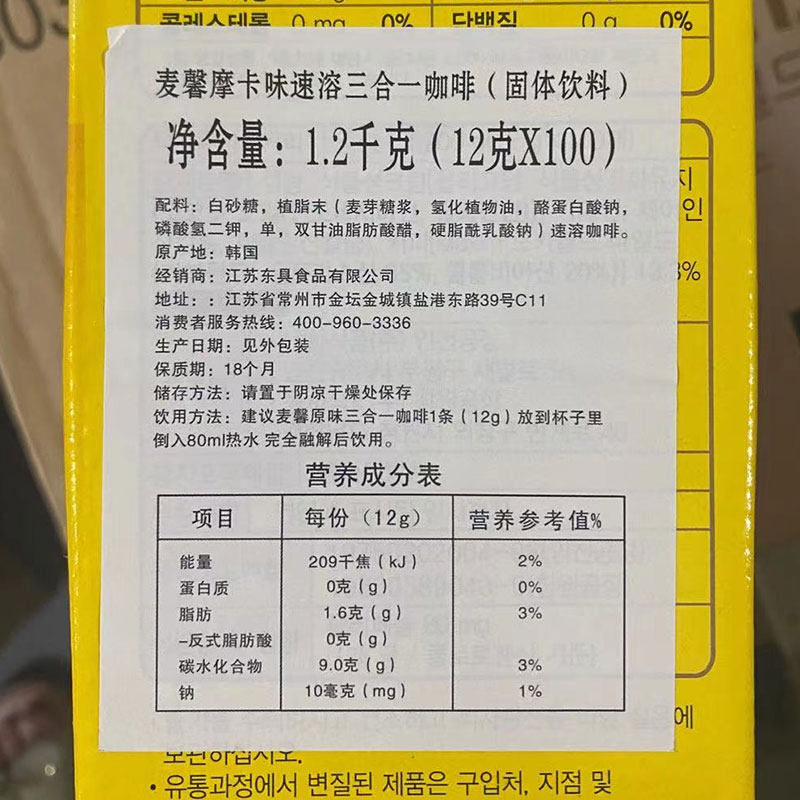 콜레스테롤 0 mg 0% 단백질 0 g 0%
麦馨摩卡味速溶三合一咖啡（固体饮料）
净含量：1.2千克（12克X100）
配料：白砂糖，植脂末（麦芽糖浆，氢化植物油，酪蛋白酸钠，
磷酸氢二钾，单，双甘油脂肪酸醋，硬脂酰乳酸钠）速溶咖啡。
原产地：韩国
经销商：江苏东具食品有限公司
地址：：江苏省常州市金坛金城镇盐港东路39号C11
消费者服务热线：400-960-3336
生产日期：见外包装
保质期：18个月
储存方法：请置于阴凉干燥处保存
饮用方法：建议麦馨原味三合一咖啡1条（12g）放到杯子里
倒入80ml热水 完全融解后饮用。
营养成分表
项目 每份（12g） 营养参考值%
能量 209千焦（kJ） 2%
蛋白质 0克（g） 0%
脂肪 1.6克（g） 3%
-反式脂肪酸 0克（g）
碳水化合物 9.0克（g） 3%
钠 10毫克（mg） 1%
지
인
3%
에
보관하십시오.
• 유통과정에서 변질된 제품은 구입처, 지점 및